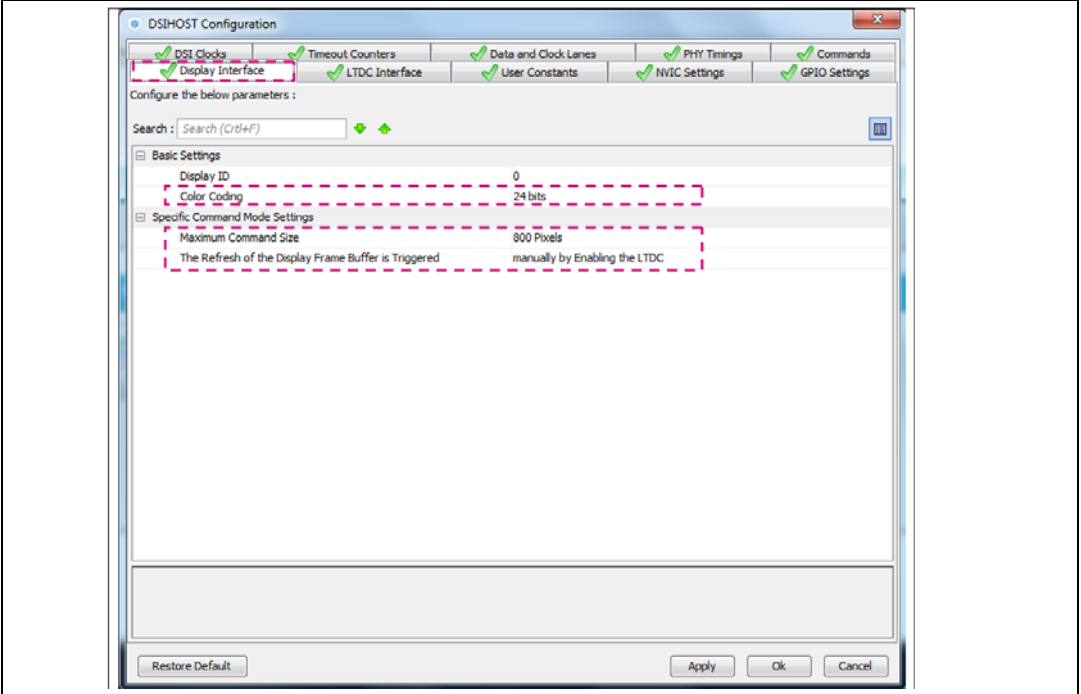 DSIHOST Configuration
DSI Clocks Timeout Counters Data and Clock Lanes PHY Timings Commands
Display Interface LTDC Interface User Constants NVIC Settings GPIO Settings
Configure the below parameters :
Search : Search (Crtl+F)
Basic Settings
Display ID 0
Color Coding 24 bits
Specific Command Mode Settings
Maximum Command Size 800 Pixels
The Refresh of the Display Frame Buffer is Triggered manually by Enabling the LTDC
Restore Default Apply Ok Cancel